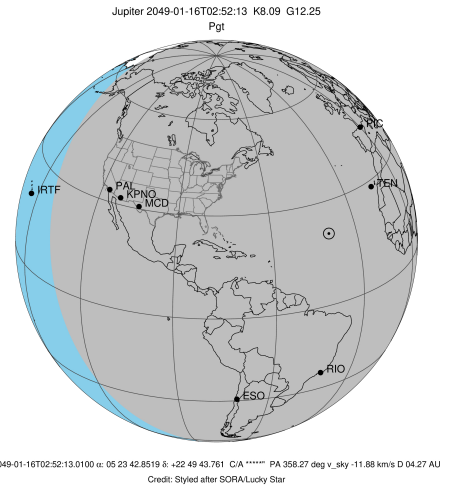 Jupiter 2049-01-16T02:52:13 K8.09 G12.25
Pgt
PIC
TEN
IRTF
PAL
KPNO
MCD
RIO
ESO
049-01-16T02:52:13.0100 α: 05 23 42.8519 δ: +22 49 43.761 C/A *****" PA 358.27 deg v_sky -11.88 km/s D 04.27 AU
Credit: Styled after SORA/Lucky Star